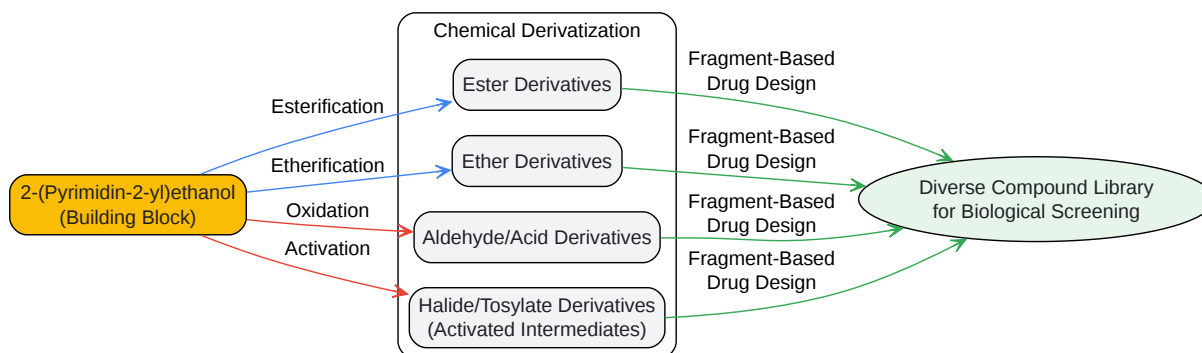 Chemical Derivatization
2-(Pyrimidin-2-yl)ethanol
(Building Block)
Esterification
Etherification
Oxidation
Activation
Ester Derivatives
Ether Derivatives
Aldehyde/Acid Derivatives
Halide/Tosylate Derivatives
(Activated Intermediates)
Fragment-Based
Drug Design
Fragment-Based
Drug Design
Fragment-Based
Drug Design
Fragment-Based
Drug Design
Diverse Compound Library
for Biological Screening